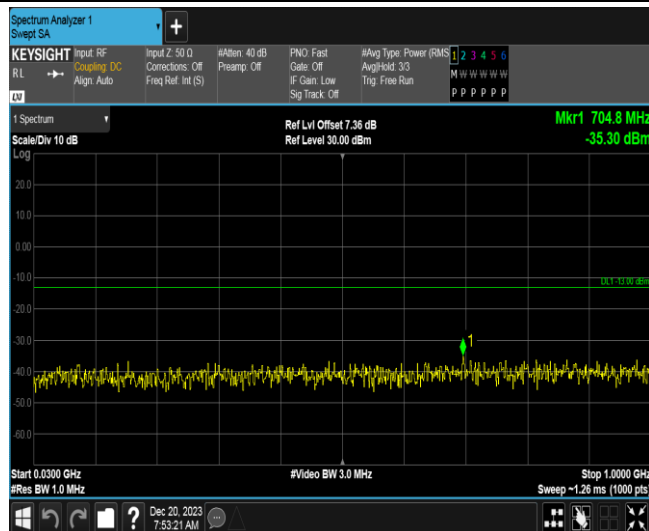 Spectrum Analyzer 1
Swept SA
+
KEYSIGHT
RL
LXI
Input: RF
Coupling: DC
Align: Auto
Input Z: 50 Ω
Corrections: Off
Freq Ref: Int (S)
#Atten: 40 dB
Preamp: Off
PNO: Fast
Gate: Off
IF Gain: Low
Sig Track: Off
#Avg Type: Power (RMS
Avg|Hold: 3/3
Trig: Free Run
1 2 3 4 5 6
M W W W W W
P P P P P P
1 Spectrum
Scale/Div 10 dB
Log
Ref Lvl Offset 7.36 dB
Ref Level 30.00 dBm
Mkr1 704.8 MHz
-35.30 dBm
20.0
10.0
0.00
-10.0
DL1 -13.00 dBm
-20.0
-30.0
1
-40.0
-50.0
-60.0
Start 0.0300 GHz
#Res BW 1.0 MHz
#Video BW 3.0 MHz
Stop 1.0000 GHz
Sweep ~1.26 ms (1000 pts)
?
Dec 20, 2023
7:53:21 AM